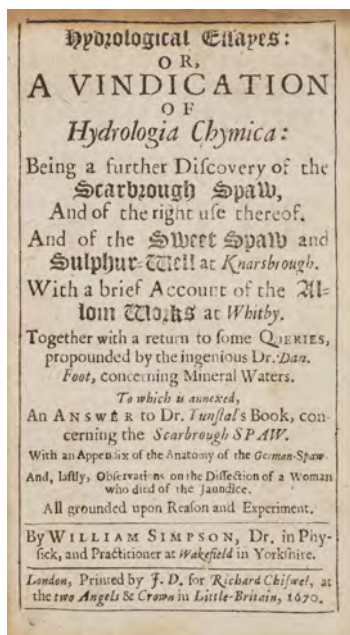 Hydrological Eſſayes:
OR,
A VINDICATION
OF
Hydrologia Chymica:
Being a further Diſcovery of the
Scarbrough Spaw,
And of the right uſe thereof.
And of the Sweet Spaw and
Sulphur-Well at Knarsbrough.
With a brief Account of the Al-
lom Works at Whitby.
Together with a return to ſome QUERIES,
propounded by the ingenious Dr. Dan.
Foot, concerning Mineral Waters.
To which is annexed,
An ANSWER to Dr. Tunſtal's Book, con-
cerning the Scarbrough SPAW.
With an Appendix of the Anatomy of the German-Spaw.
And, laſtly, Obſervations on the Diſſection of a Woman
who died of the Jaundice.
All grounded upon Reaſon and Experiment.
By WILLIAM SIMPSON, Dr. in Phy-
ſick, and Practitioner at Wakefield in Yorkſhire.
London, Printed by J. D. for Richard Chiſwel, at
the two Angels & Crown in Little-Britain, 1670.